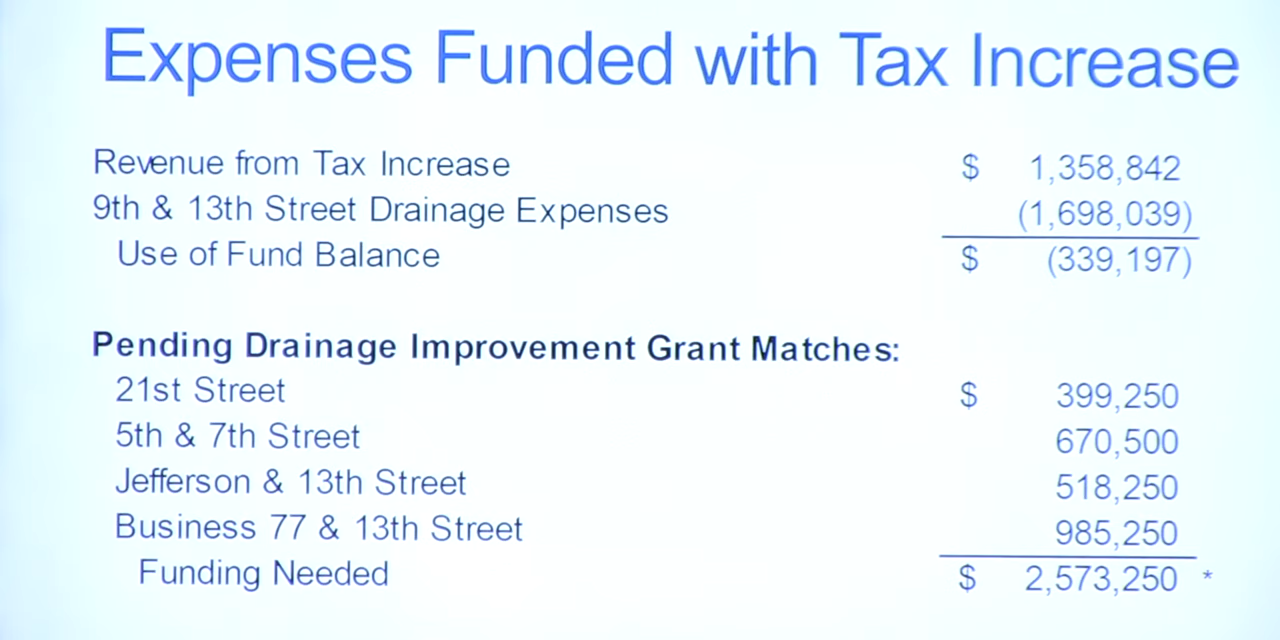 Expenses Funded with Tax Increase
Revenue from Tax Increase $ 1,358,842
9th & 13th Street Drainage Expenses (1,698,039)
Use of Fund Balance $ (339,197)
Pending Drainage Improvement Grant Matches:
21st Street $ 399,250
5th & 7th Street 670,500
Jefferson & 13th Street 518,250
Business 77 & 13th Street 985,250
Funding Needed $ 2,573,250 *